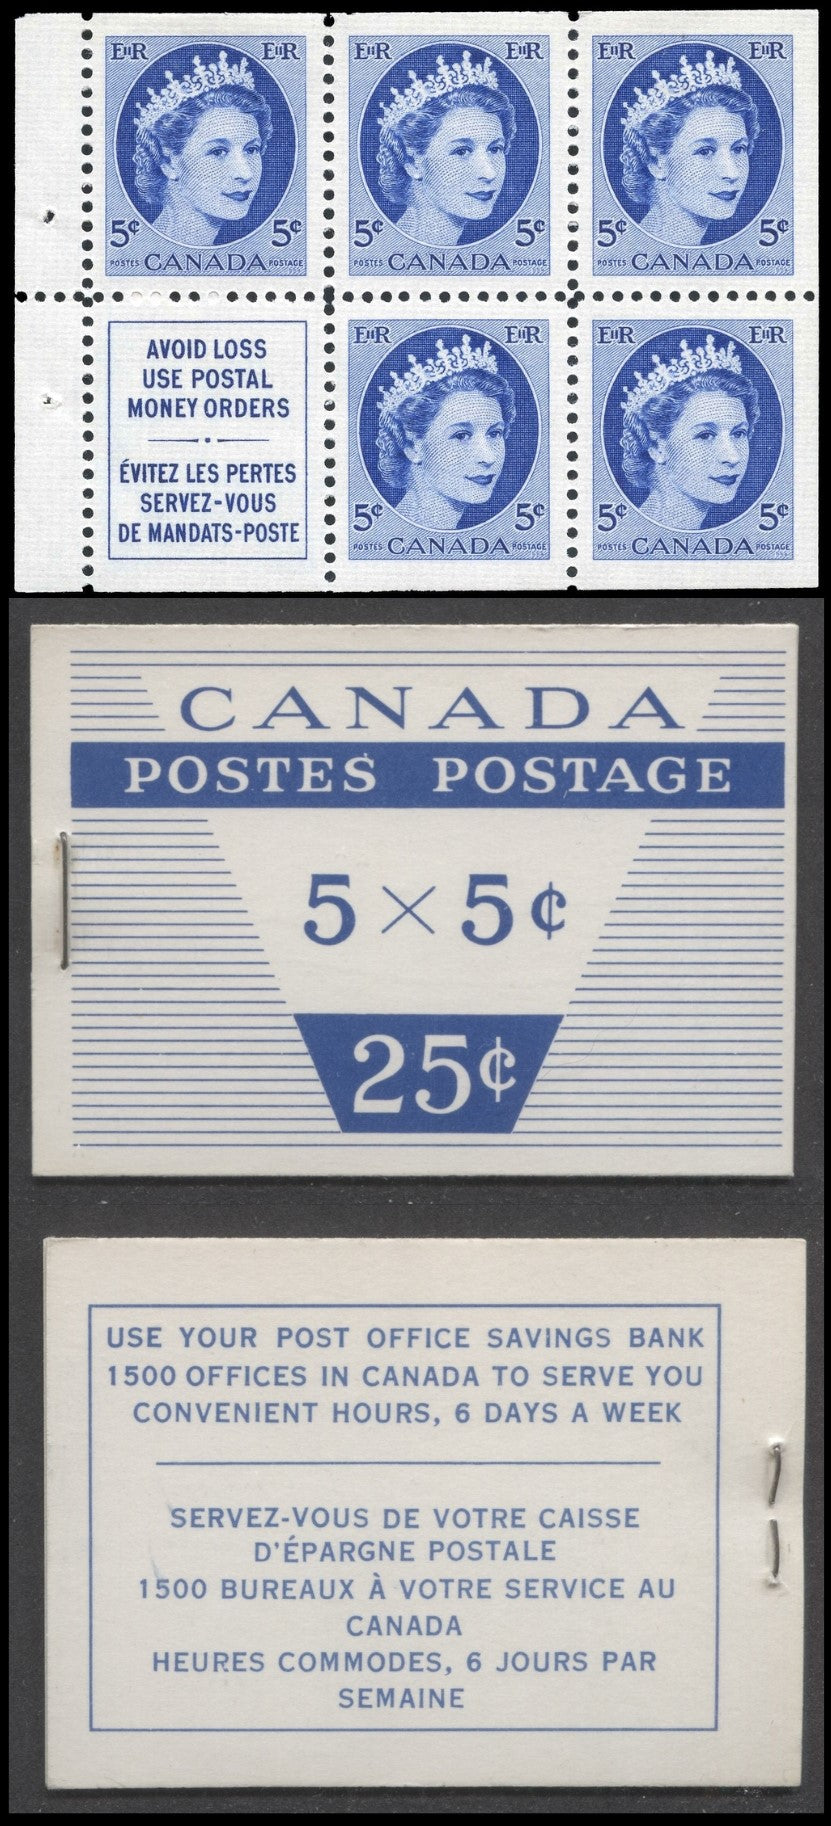 EIIR EIIR EIIR EIIR EIIR EIIR
5¢ 5¢ 5¢ 5¢ 5¢ 5¢
POSTES CANADA POSTAGE POSTES CANADA POSTAGE POSTES CANADA POSTAGE
AVOID LOSS
USE POSTAL
MONEY ORDERS
ÉVITEZ LES PERTES
SERVEZ-VOUS
DE MANDATS-POSTE
EIIR EIIR EIIR EIIR
5¢ 5¢ 5¢ 5¢
POSTES CANADA POSTAGE POSTES CANADA POSTAGE
CANADA
POSTES POSTAGE
5 × 5¢
25¢
USE YOUR POST OFFICE SAVINGS BANK
1500 OFFICES IN CANADA TO SERVE YOU
CONVENIENT HOURS, 6 DAYS A WEEK
SERVEZ-VOUS DE VOTRE CAISSE
D'ÉPARGNE POSTALE
1500 BUREAUX À VOTRE SERVICE AU
CANADA
HEURES COMMODES, 6 JOURS PAR
SEMAINE